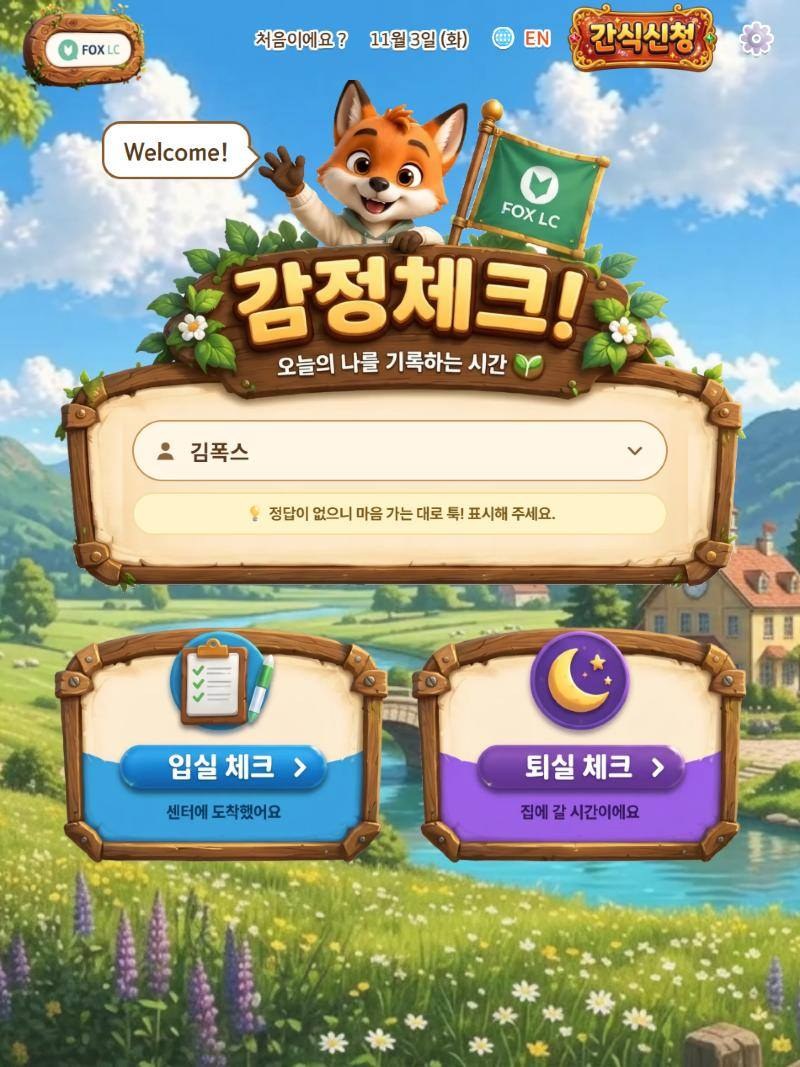 FOX LC
처음이에요?
11월 3일 (화)
EN
간식신청
Welcome!
FOX LC
감정체크!
오늘의 나를 기록하는 시간
김폭스
정답이 없으니 마음 가는 대로 툭! 표시해 주세요.
입실 체크
센터에 도착했어요
퇴실 체크
집에 갈 시간이에요